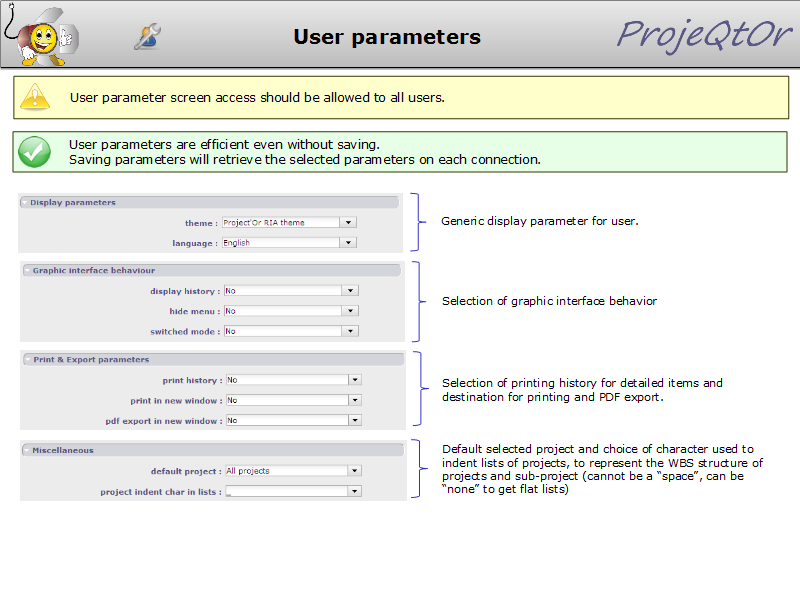 User parameters
ProjeQtOr
User parameter screen access should be allowed to all users.
User parameters are efficient even without saving.
Saving parameters will retrieve the selected parameters on each connection.
Display parameters
theme : Project'Or RIA theme
language : English
Generic display parameter for user.
Graphic interface behaviour
display history : No
hide menu : No
switched mode : No
Selection of graphic interface behavior
Print & Export parameters
print history : No
print in new window : No
pdf export in new window : No
Selection of printing history for detailed items and
destination for printing and PDF export.
Miscellaneous
default project : All projects
project indent char in lists : _
Default selected project and choice of character used to
indent lists of projects, to represent the WBS structure of
projects and sub-project (cannot be a “space”, can be
“none” to get flat lists)